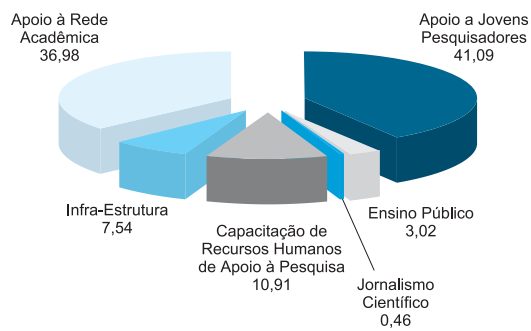 Apoio à Rede
Acadêmica
36,98
Apoio a Jovens
Pesquisadores
41,09
Infra-Estrutura
7,54
Capacitação de
Recursos Humanos
de Apoio à Pesquisa
10,91
Ensino Público
3,02
Jornalismo
Científico
0,46